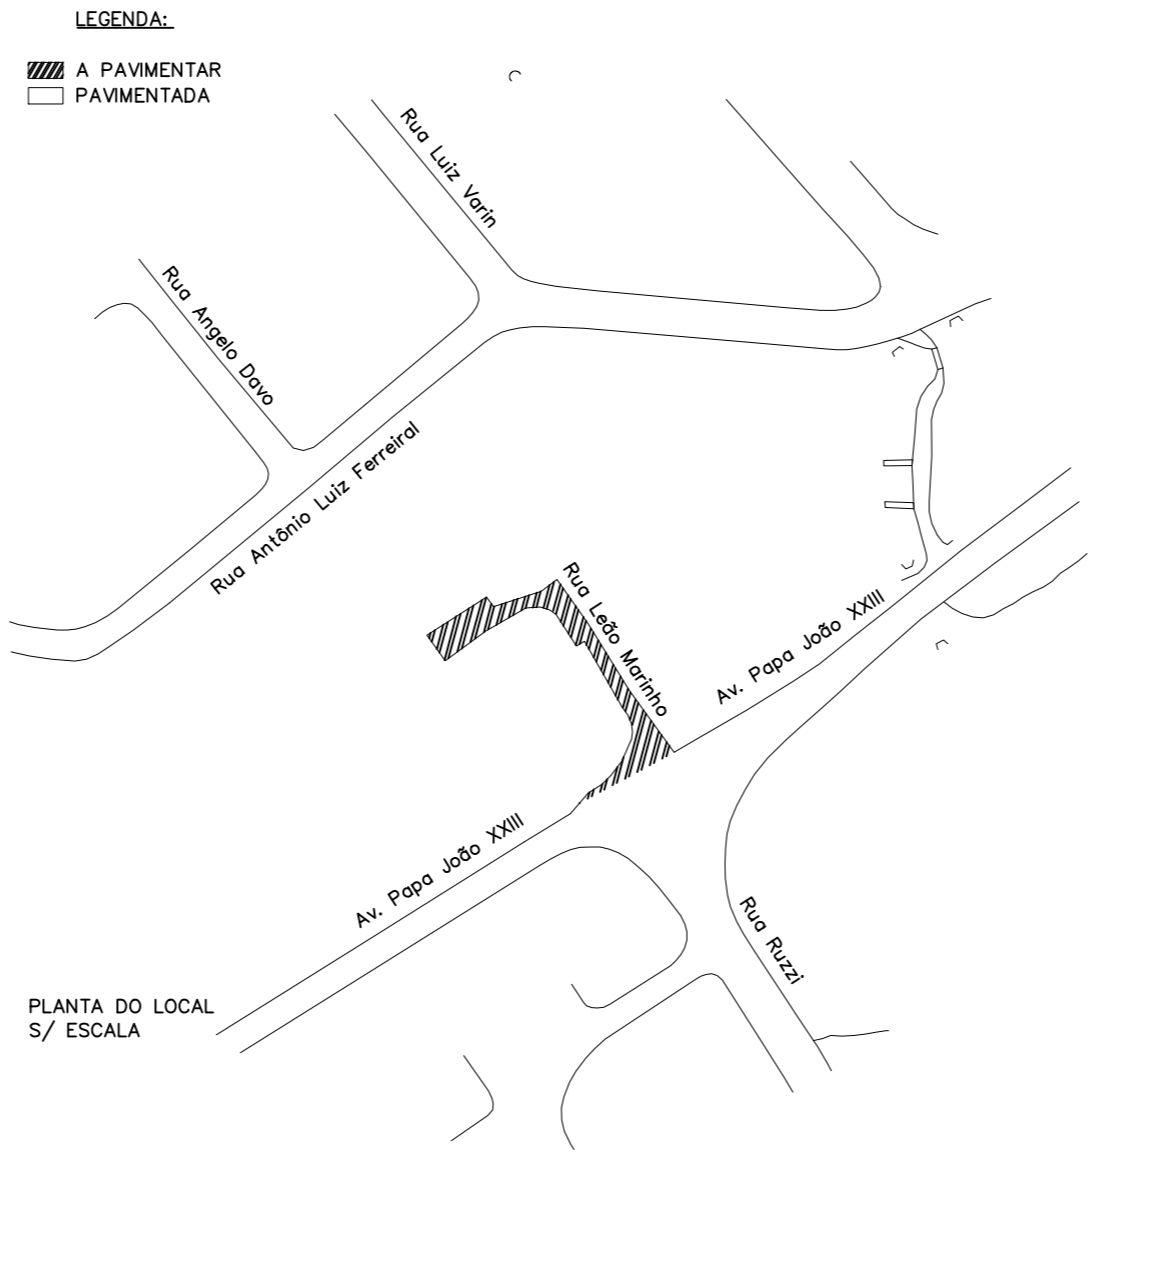 LEGENDA:
A PAVIMENTAR
PAVIMENTADA
Rua Luiz Varin
Rua Angelo Davo
Rua Antônio Luiz Ferreiral
Rua Leão Marinho
Av. Papa João XXIII
Av. Papa João XXIII
Rua Ruzzi
PLANTA DO LOCAL
S/ ESCALA